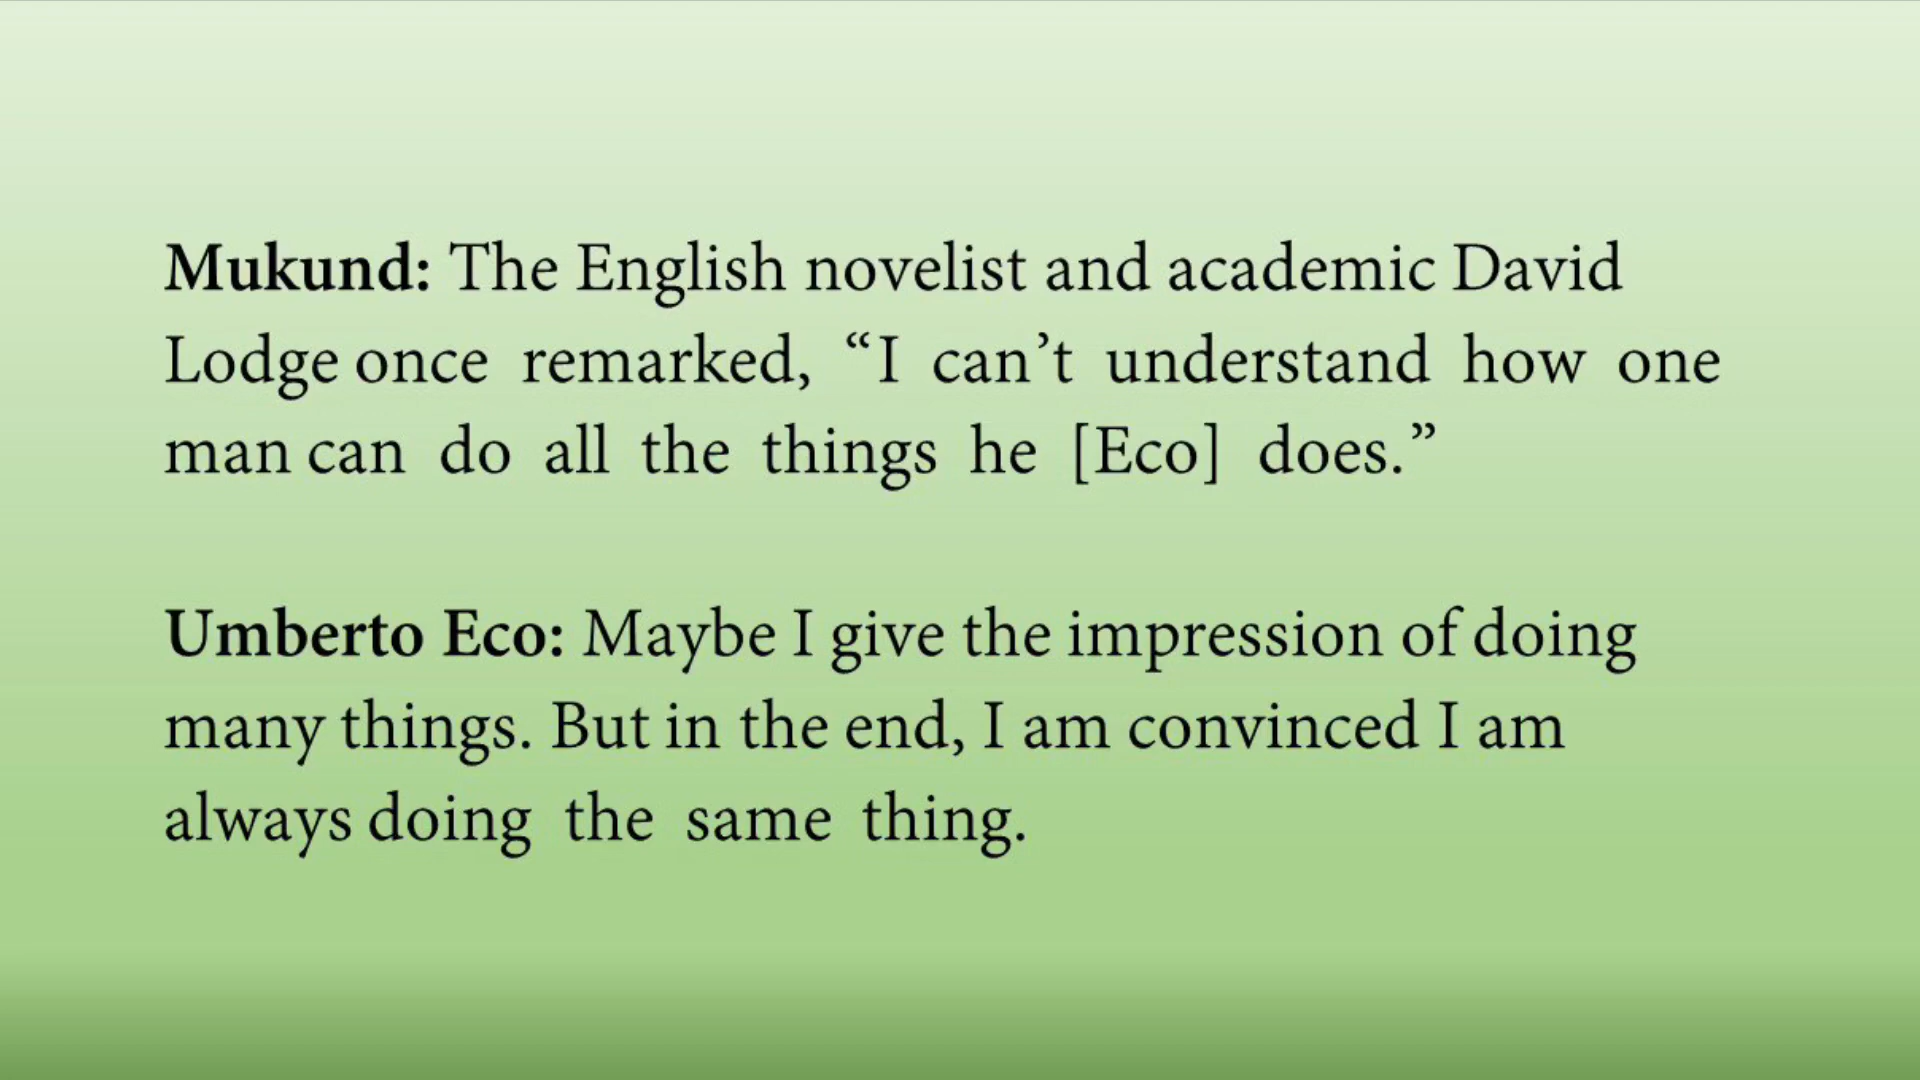 Mukund: The English novelist and academic David
Lodge once remarked, “I can’t understand how one
man can do all the things he [Eco] does.”
Umberto Eco: Maybe I give the impression of doing
many things. But in the end, I am convinced I am
always doing the same thing.